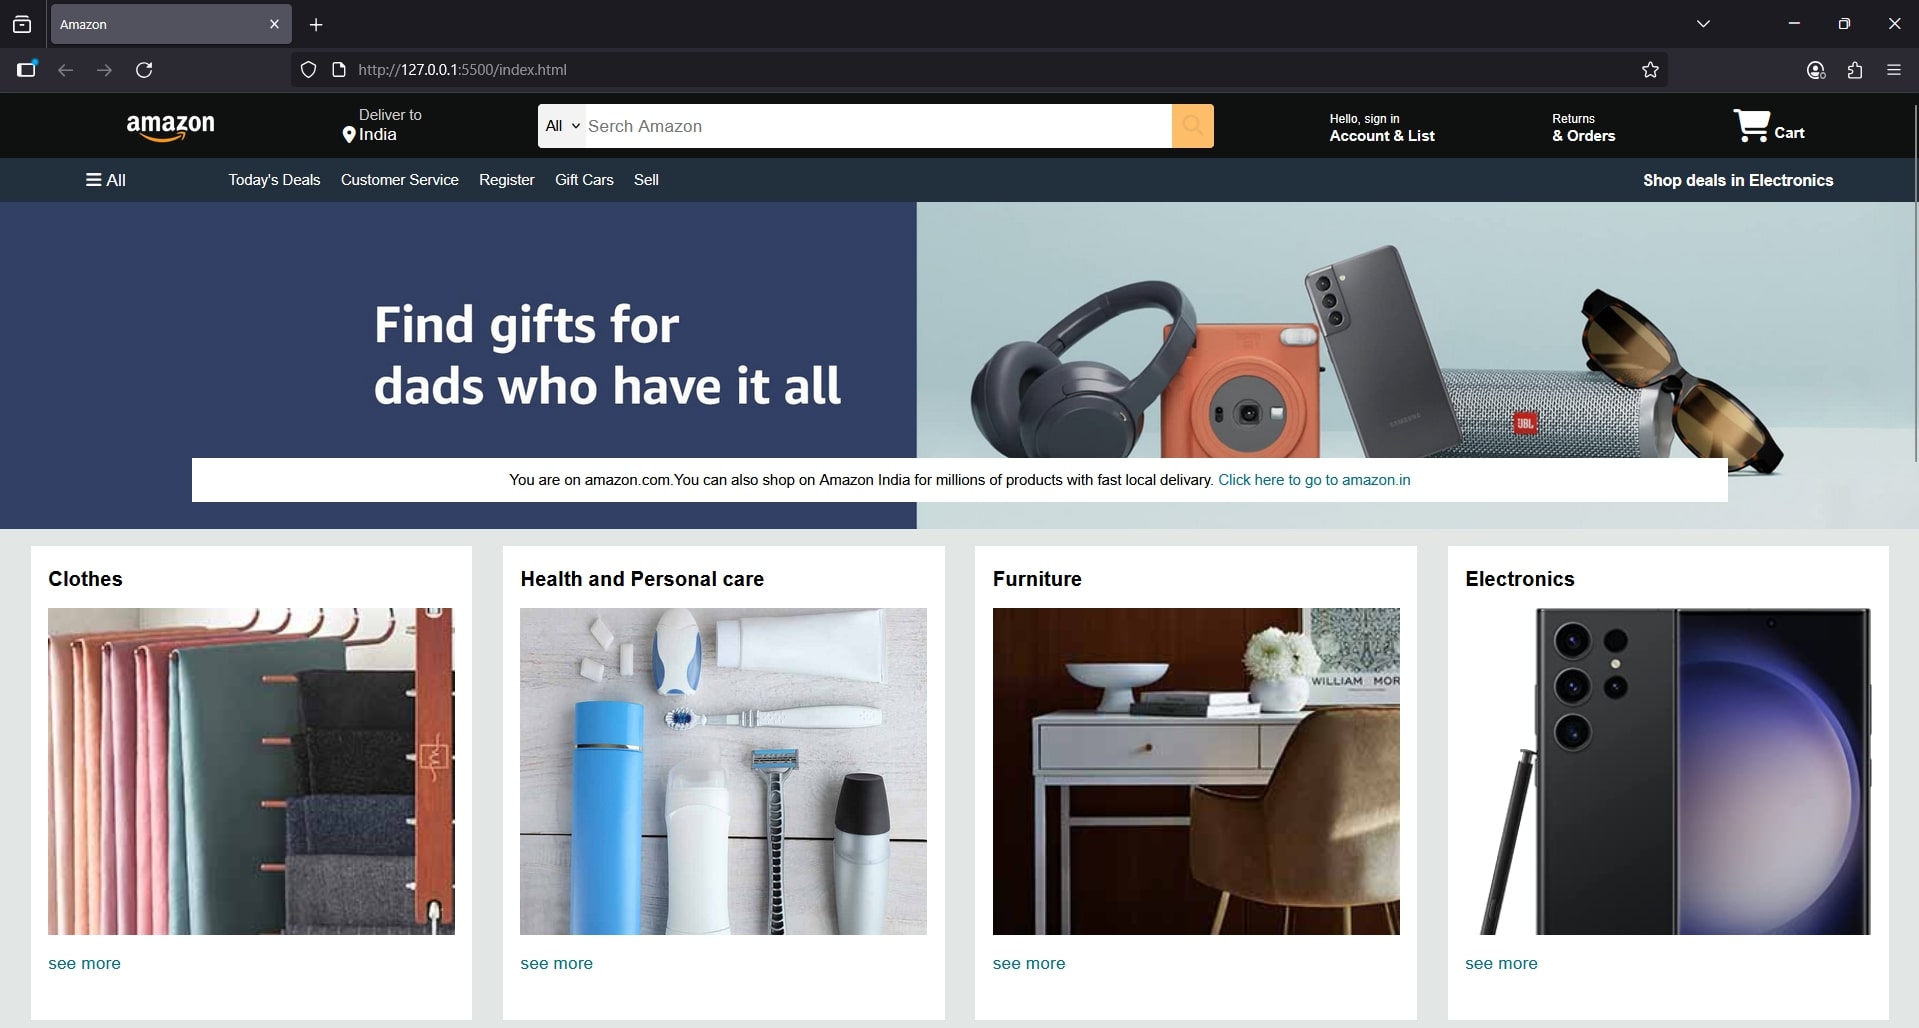 Amazon
http://127.0.0.1:5500/index.html
amazon
Deliver to
India
All
Serch Amazon
Hello, sign in
Account & List
Returns
& Orders
Cart
All
Today's Deals
Customer Service
Register
Gift Cars
Sell
Shop deals in Electronics
Find gifts for
dads who have it all
SAMSUNG
JBL
You are on amazon.com.You can also shop on Amazon India for millions of products with fast local delivery. Click here to go to amazon.in
Clothes
Health and Personal care
Furniture
Electronics
WILLIAM MOR
see more
see more
see more
see more